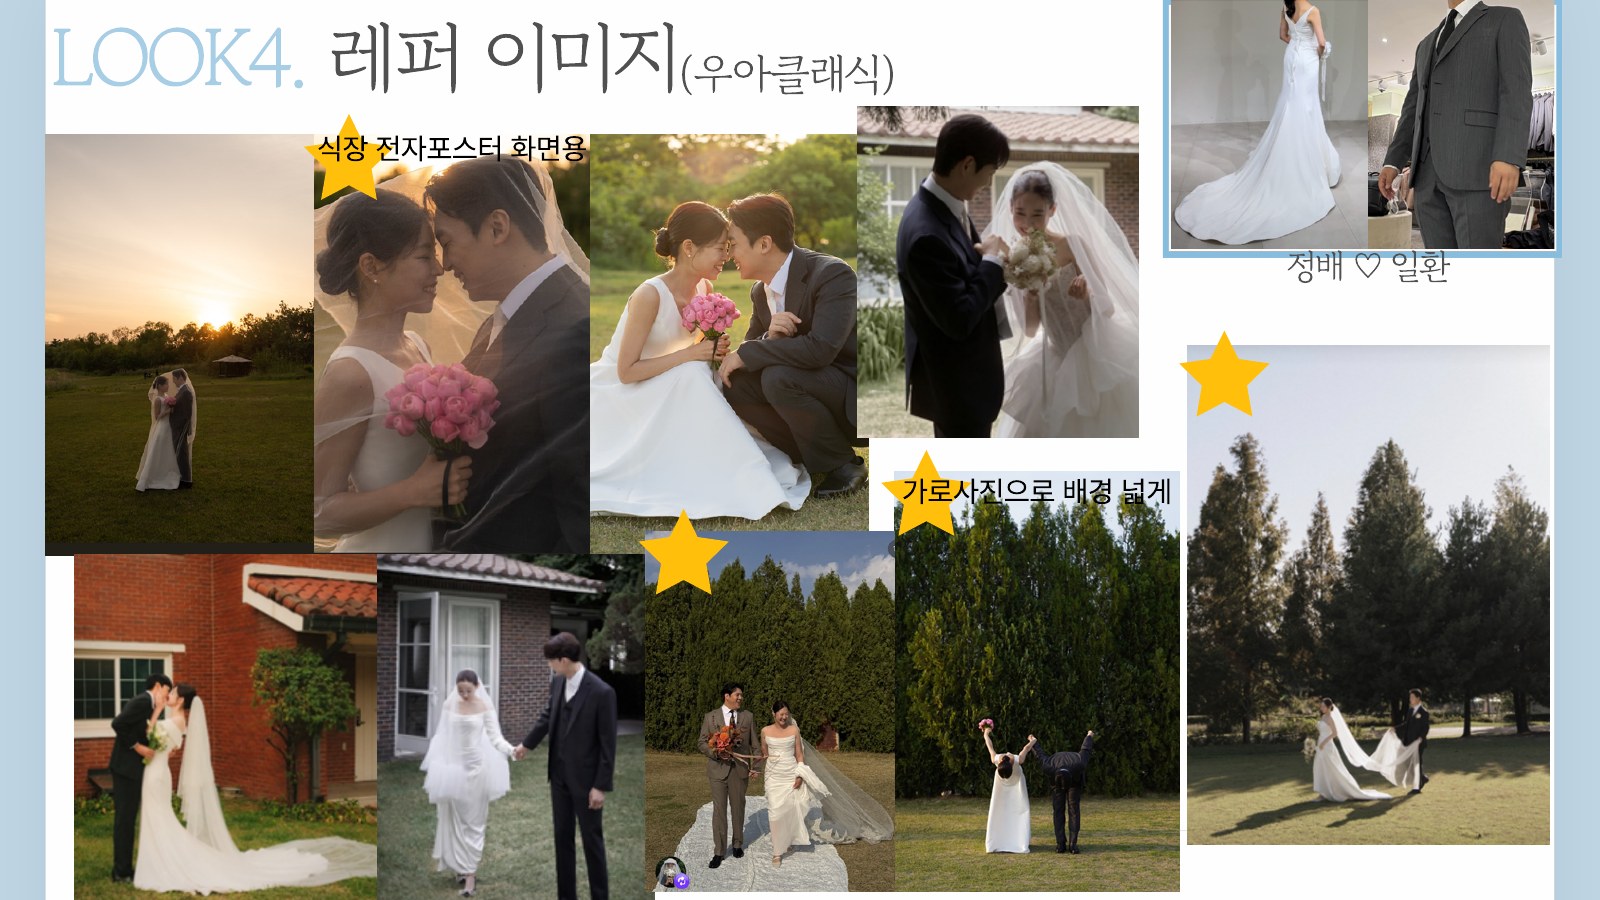 LOOK4. 레퍼 이미지(우아클래식)
식장 전자포스터 화면용
정배 ♡ 일환
가로사진으로 배경 넓게